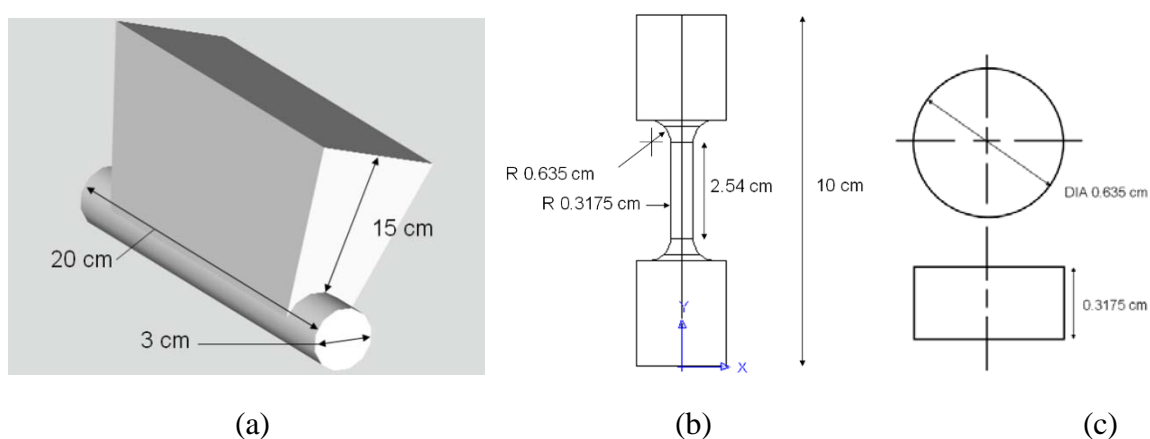 15 cm
20 cm
3 cm
R 0.635 cm
R 0.3175 cm
2.54 cm
10 cm
Y
X
DIA 0.635 cm
0.3175 cm
(a)
(b)
(c)